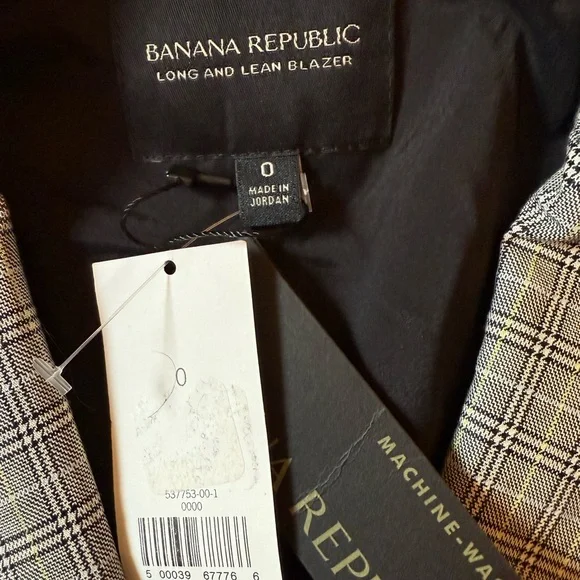 BANANA REPUBLIC
LONG AND LEAN BLAZER
0
MADE IN
JORDAN
0
537753-00-1
0000
5 00039 67776 6
MACHINE-WA
A REP